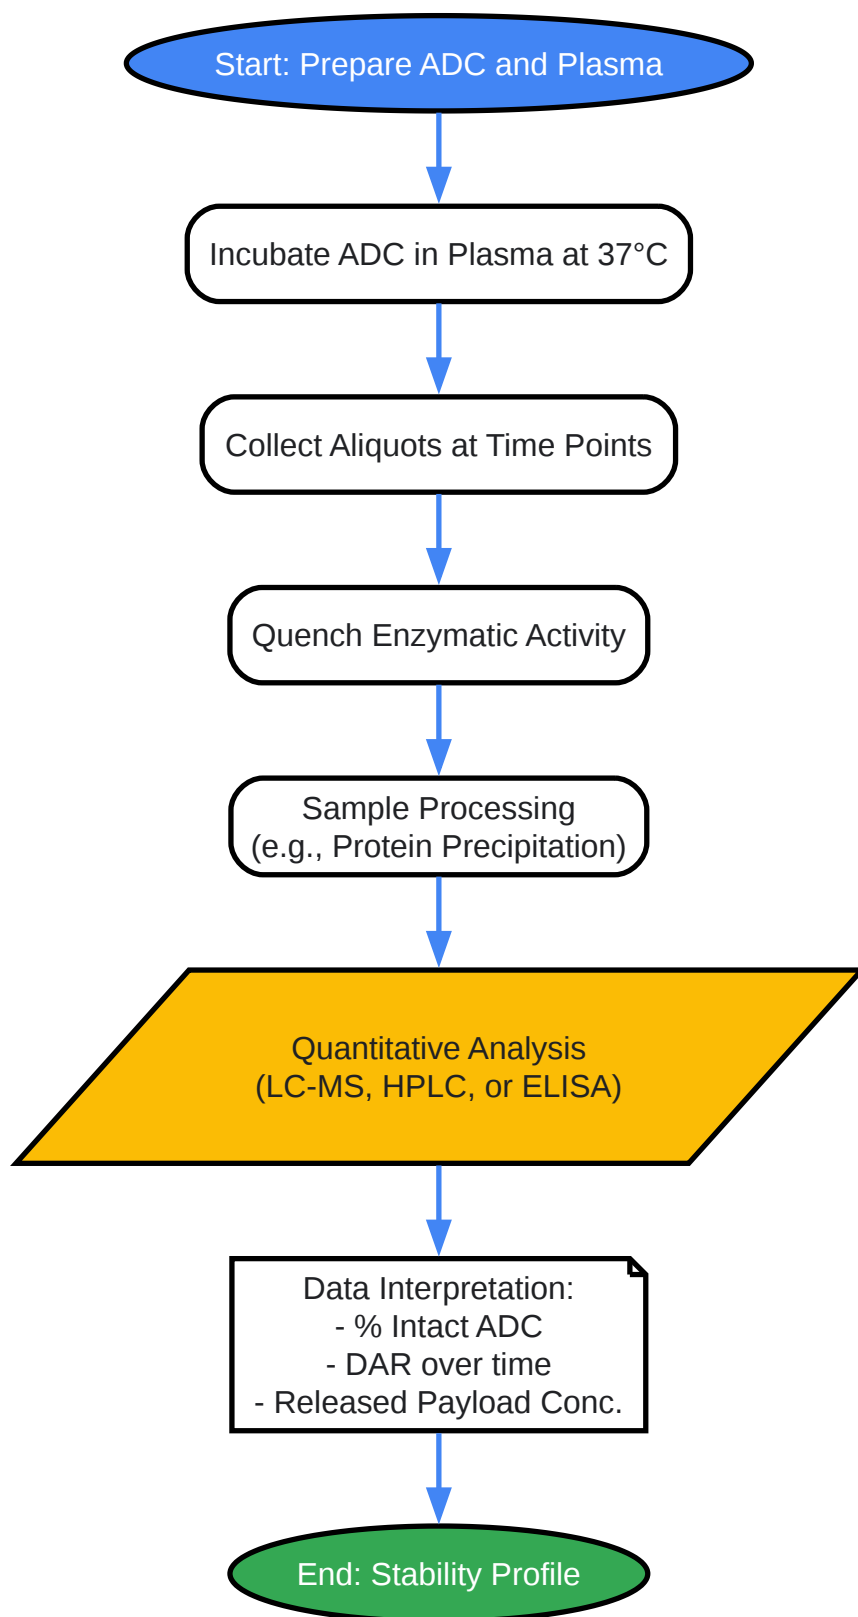 Start: Prepare ADC and Plasma
Incubate ADC in Plasma at 37°C
Collect Aliquots at Time Points
Quench Enzymatic Activity
Sample Processing
(e.g., Protein Precipitation)
Quantitative Analysis
(LC-MS, HPLC, or ELISA)
Data Interpretation:
- % Intact ADC
- DAR over time
- Released Payload Conc.
End: Stability Profile